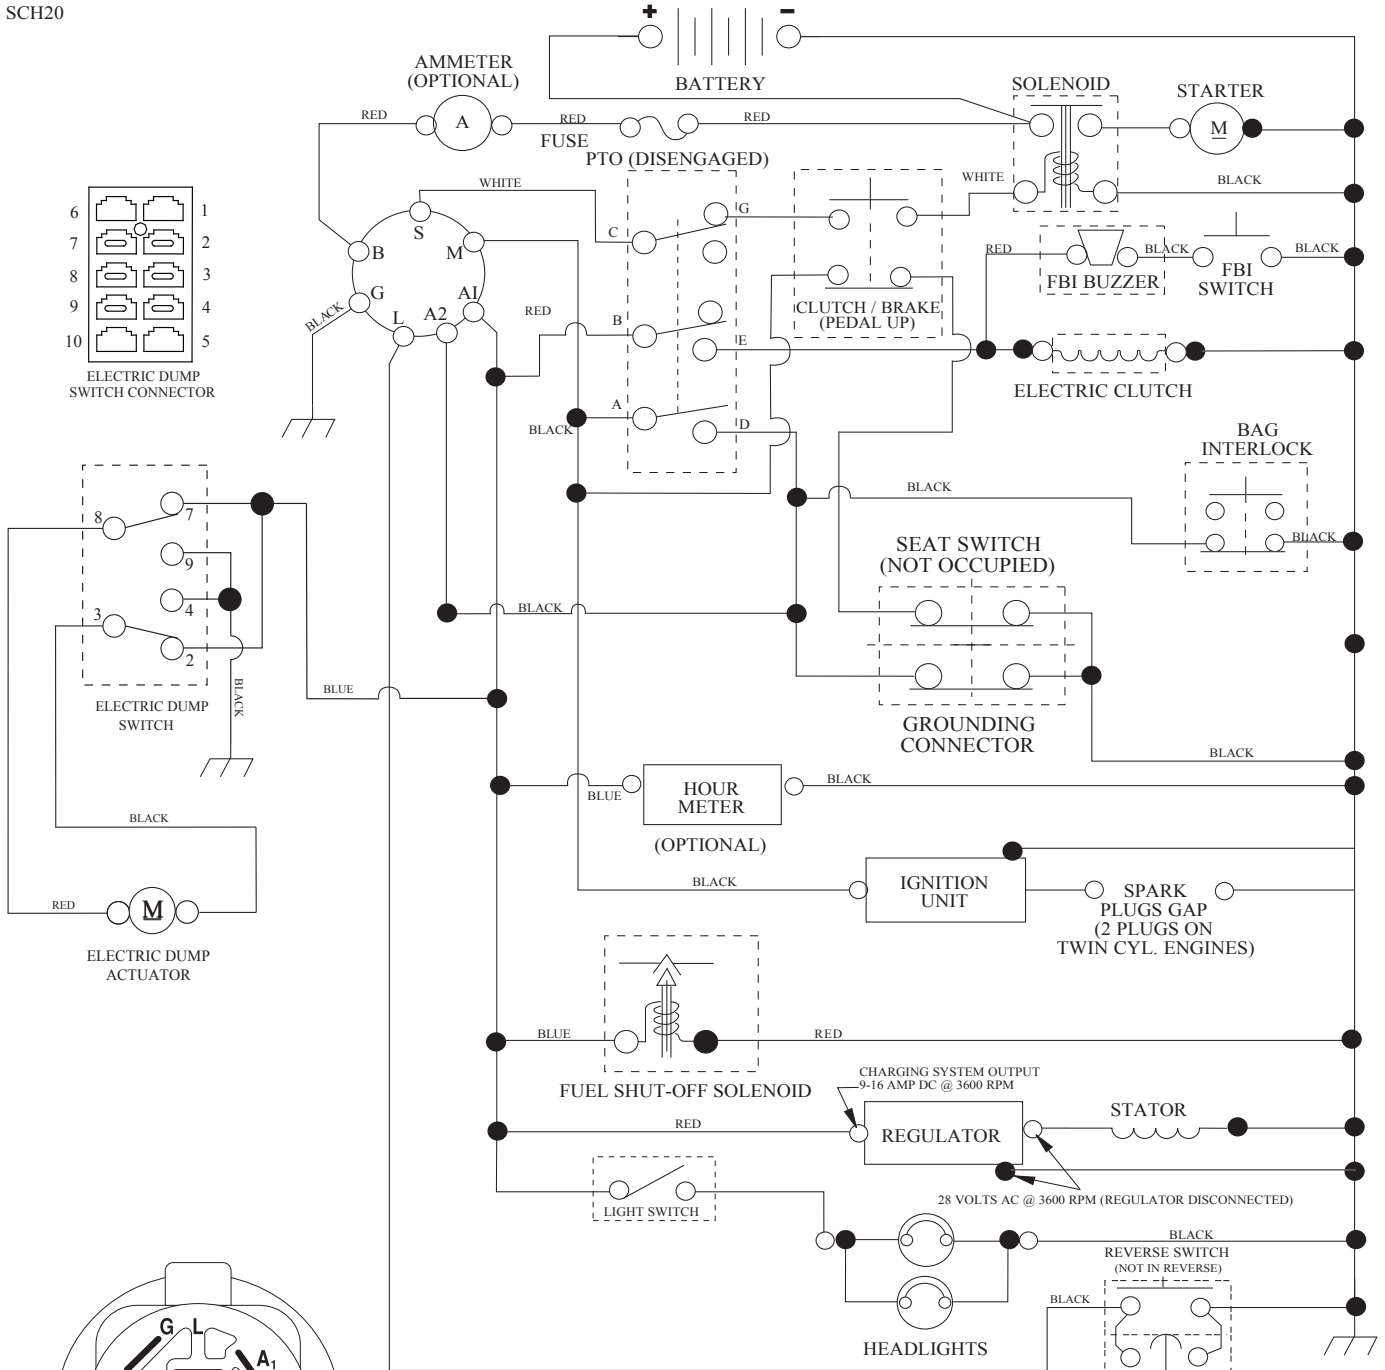 SCH20
+
-
BATTERY
AMMETER
(OPTIONAL)
RED
A
RED
FUSE
RED
SOLENOID
STARTER
M
PTO (DISENGAGED)
WHITE
WHITE
BLACK
6
1
7
2
8
3
9
4
10
5
ELECTRIC DUMP
SWITCH CONNECTOR
S
B
M
G
A1
L
A2
BLACK
RED
C
G
B
E
A
D
BLACK
CLUTCH / BRAKE
(PEDAL UP)
RED
BLACK
BLACK
FBI BUZZER
FBI
SWITCH
ELECTRIC CLUTCH
BAG
INTERLOCK
BLACK
BLACK
8
7
9
4
3
2
BLACK
ELECTRIC DUMP
SWITCH
SEAT SWITCH
(NOT OCCUPIED)
BLACK
BLUE
GROUNDING
CONNECTOR
BLACK
BLUE
HOUR
METER
BLACK
(OPTIONAL)
BLACK
RED
M
ELECTRIC DUMP
ACTUATOR
BLACK
IGNITION
UNIT
SPARK
PLUGS GAP
(2 PLUGS ON
TWIN CYL. ENGINES)
BLUE
RED
FUEL SHUT-OFF SOLENOID
CHARGING SYSTEM OUTPUT
9-16 AMP DC @ 3600 RPM
RED
REGULATOR
STATOR
28 VOLTS AC @ 3600 RPM (REGULATOR DISCONNECTED)
LIGHT SWITCH
BLACK
REVERSE SWITCH
(NOT IN REVERSE)
BLACK
HEADLIGHTS
G
L
A1